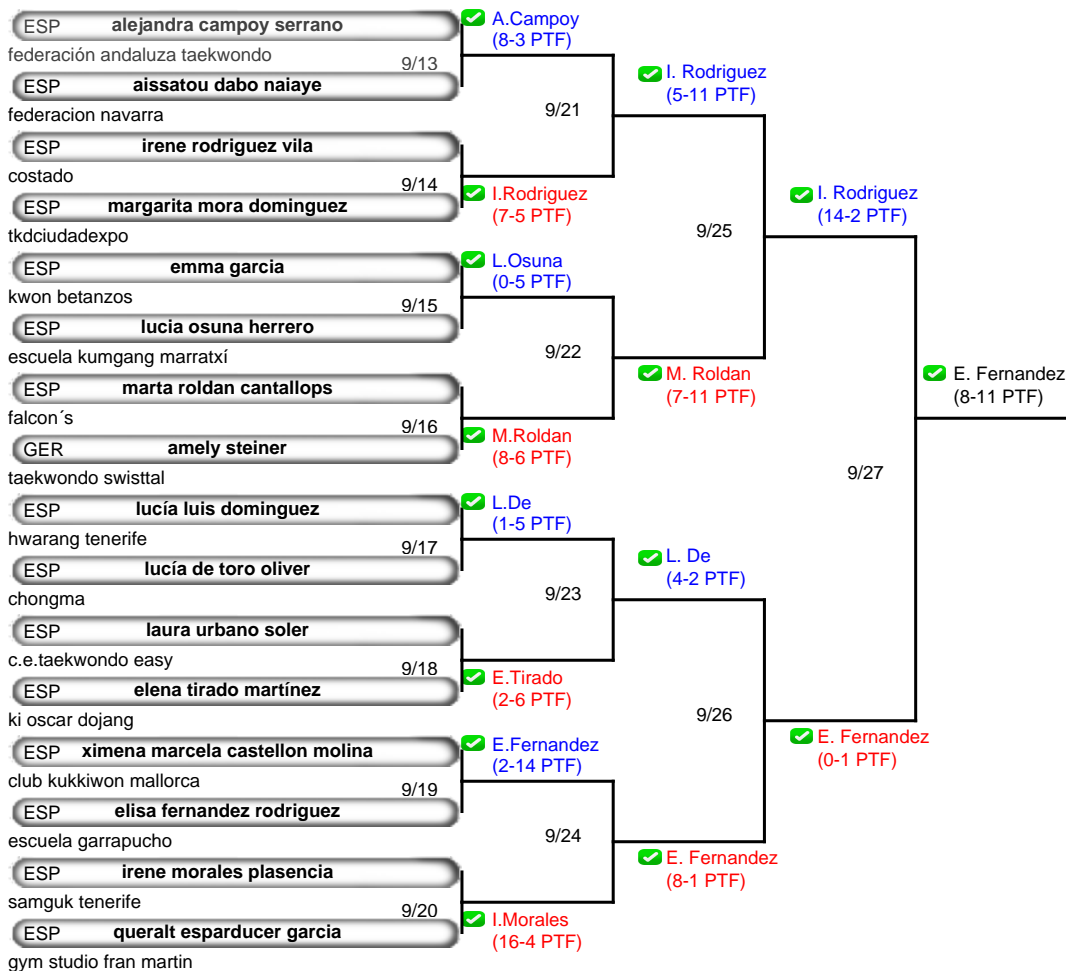 ESP alejandra campoy serrano
federación andaluza taekwondo
9/13
ESP aissatou dabo naiaye
federacion navarra
ESP irene rodriguez vila
costado
9/14
ESP margarita mora dominguez
tkdciudadexpo
ESP emma garcia
kwon betanzos
9/15
ESP lucia osuna herrero
escuela kumgang marratxí
ESP marta roldan cantallops
falcon´s
9/16
GER amely steiner
taekwondo swisttal
ESP lucía luis dominguez
hwarang tenerife
9/17
ESP lucía de toro oliver
chongma
ESP laura urbano soler
c.e.taekwondo easy
9/18
ESP elena tirado martínez
ki oscar dojang
ESP ximena marcela castellon molina
club kukkiwon mallorca
9/19
ESP elisa fernandez rodriguez
escuela garrapucho
ESP irene morales plasencia
samguk tenerife
9/20
ESP queralt esparducer garcia
gym studio fran martin
A.Campoy
(8-3 PTF)
9/21
I.Rodriguez
(7-5 PTF)
L.Osuna
(0-5 PTF)
9/22
M.Roldan
(8-6 PTF)
L.De
(1-5 PTF)
9/23
E.Tirado
(2-6 PTF)
E.Fernandez
(2-14 PTF)
9/24
I.Morales
(16-4 PTF)
I. Rodriguez
(5-11 PTF)
9/25
M. Roldan
(7-11 PTF)
L. De
(4-2 PTF)
9/26
E. Fernandez
(8-1 PTF)
I. Rodriguez
(14-2 PTF)
9/27
E. Fernandez
(0-1 PTF)
E. Fernandez
(8-11 PTF)